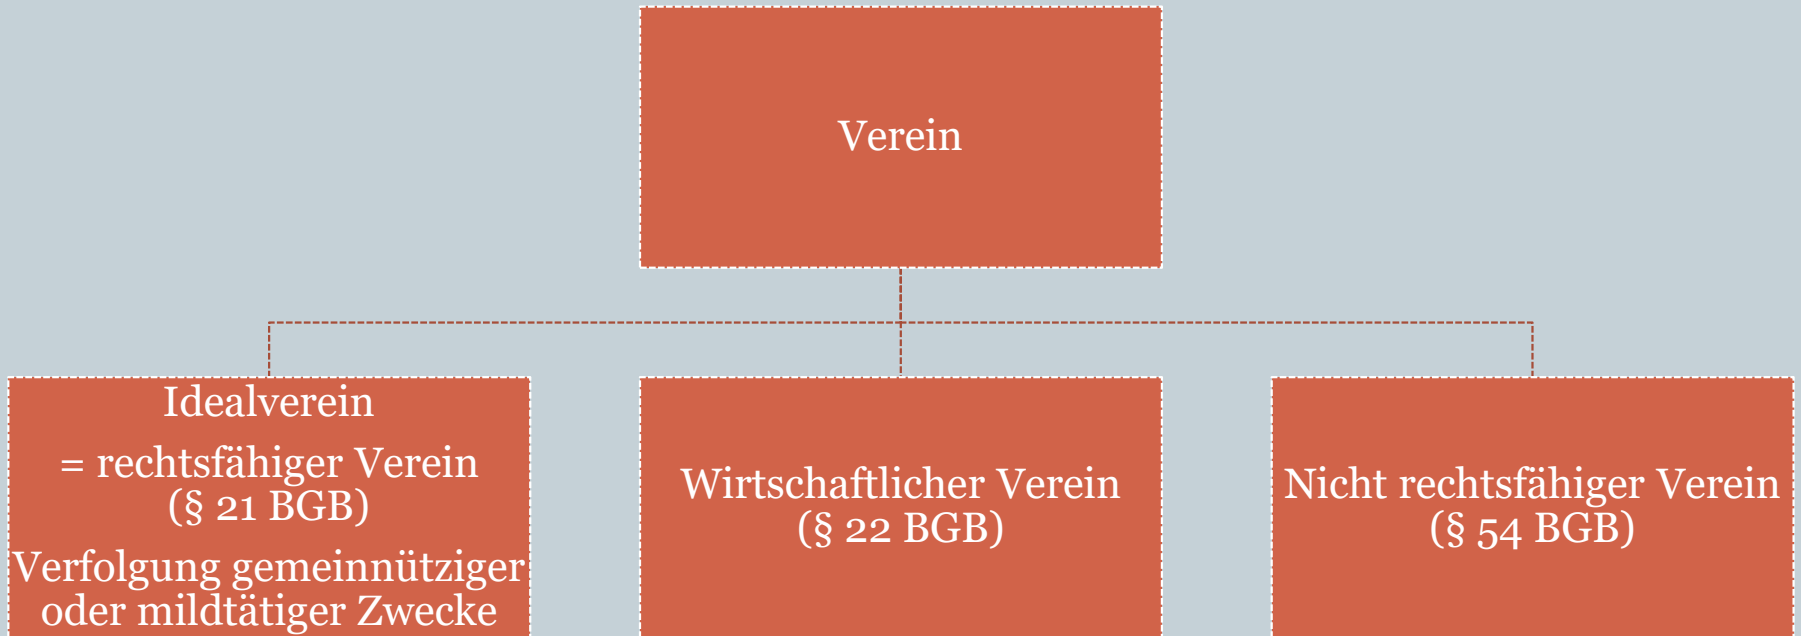 Verein
Idealverein
= rechtsfähiger Verein
(§ 21 BGB)
Verfolgung gemeinnütziger
oder mildtätiger Zwecke
Wirtschaftlicher Verein
(§ 22 BGB)
Nicht rechtsfähiger Verein
(§ 54 BGB)